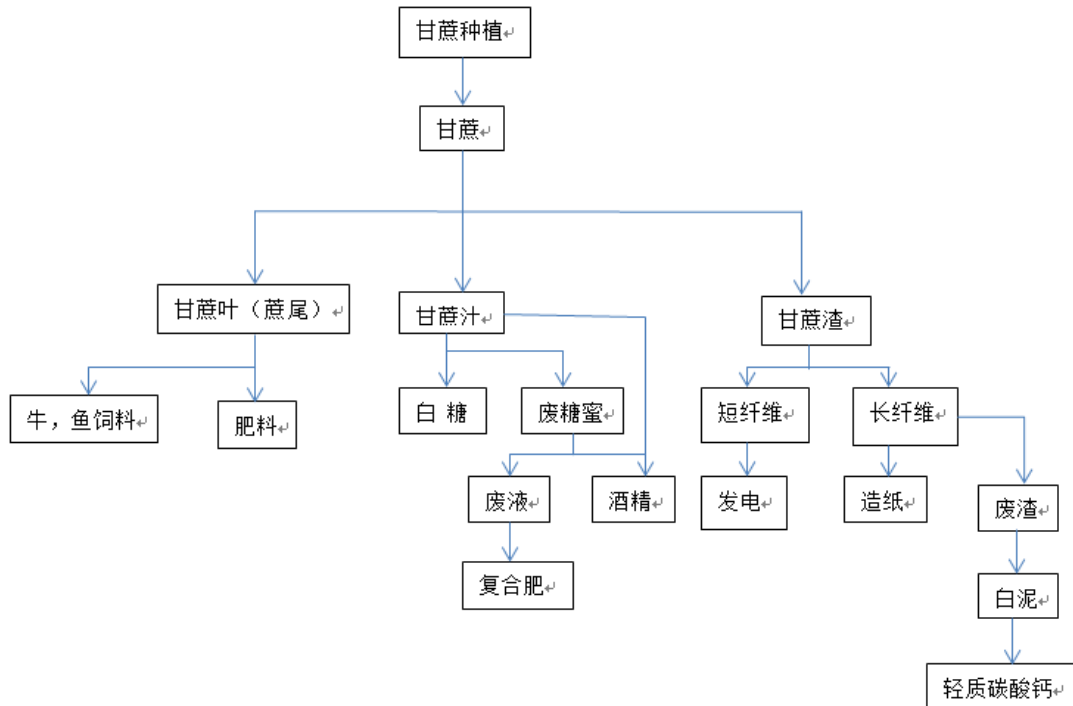 甘蔗种植
甘蔗
甘蔗叶（蔗尾）
甘蔗汁
甘蔗渣
牛，鱼饲料
肥料
白 糖
废糖蜜
短纤维
长纤维
废液
酒精
发电
造纸
废渣
复合肥
白泥
轻质碳酸钙